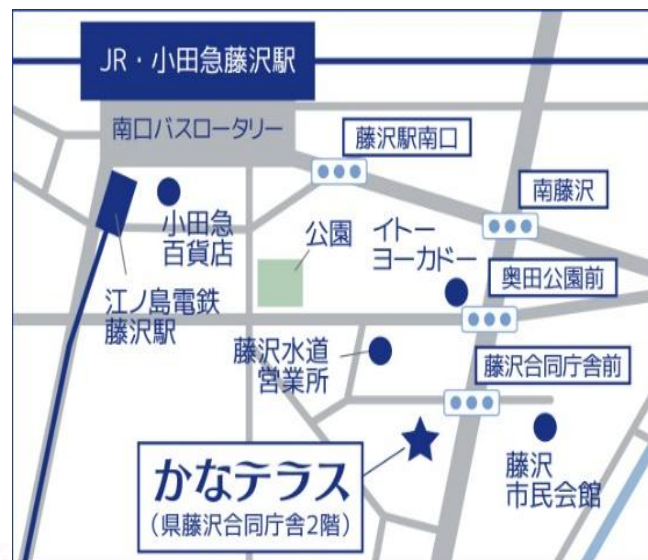 JR・小田急藤沢駅
南口バスロータリー
藤沢駅南口
南藤沢
小田急
百貨店
公園
イトー
ヨーカドー
奥田公園前
江ノ島電鉄
藤沢駅
藤沢水道
営業所
藤沢合同庁舎前
かなテラス
(県藤沢合同庁舎2階)
藤沢
市民会館